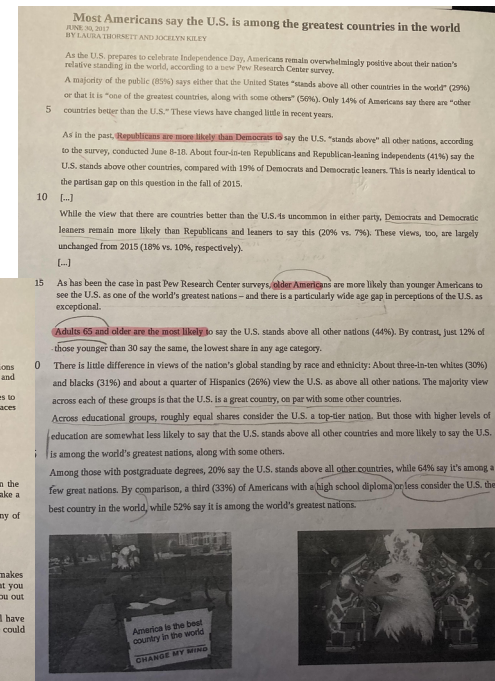 Most Americans say the U.S. is among the greatest countries in the world
JUNE 30, 2017
BY LAURA THORSETT AND JOCELYN KILEY
As the U.S. prepares to celebrate Independence Day, Americans remain overwhelmingly positive about their nation's
relative standing in the world, according to a new Pew Research Center survey.
A majority of the public (85%) says either that the United States "stands above all other countries in the world" (29%)
or that it is "one of the greatest countries, along with some others" (56%). Only 14% of Americans say there are "other
5 countries better than the U.S." These views have changed little in recent years.
As in the past, Republicans are more likely than Democrats to say the U.S. "stands above" all other nations, according
to the survey, conducted June 8-18. About four-in-ten Republicans and Republican-leaning independents (41%) say the
U.S. stands above other countries, compared with 19% of Democrats and Democratic leaners. This is nearly identical to
the partisan gap on this question in the fall of 2015.
10 [...]
While the view that there are countries better than the U.S. is uncommon in either party, Democrats and Democratic
leaners remain more likely than Republicans and leaners to say this (20% vs. 7%). These views, too, are largely
unchanged from 2015 (18% vs. 10%, respectively).
[...]
15 As has been the case in past Pew Research Center surveys, older Americans are more likely than younger Americans to
see the U.S. as one of the world's greatest nations – and there is a particularly wide age gap in perceptions of the U.S. as
exceptional.
Adults 65 and older are the most likely to say the U.S. stands above all other nations (44%). By contrast, just 12% of
those younger than 30 say the same, the lowest share in any age category.
0 There is little difference in views of the nation's global standing by race and ethnicity: About three-in-ten whites (30%)
and blacks (31%) and about a quarter of Hispanics (26%) view the U.S. as above all other nations. The majority view
across each of these groups is that the U.S. is a great country, on par with some other countries.
Across educational groups, roughly equal shares consider the U.S. a top-tier nation. But those with higher levels of
education are somewhat less likely to say that the U.S. stands above all other countries and more likely to say the U.S.
is among the world's greatest nations, along with some others.
Among those with postgraduate degrees, 20% say the U.S. stands above all other countries, while 64% say it's among a
few great nations. By comparison, a third (33%) of Americans with a high school diploma or less consider the U.S. the
best country in the world, while 52% say it is among the world's greatest nations.
America is the best
country in the world
CHANGE MY MIND
ions
and
es to
aces
n the
ake a
ny of
makes
at you
ou out
l have
could